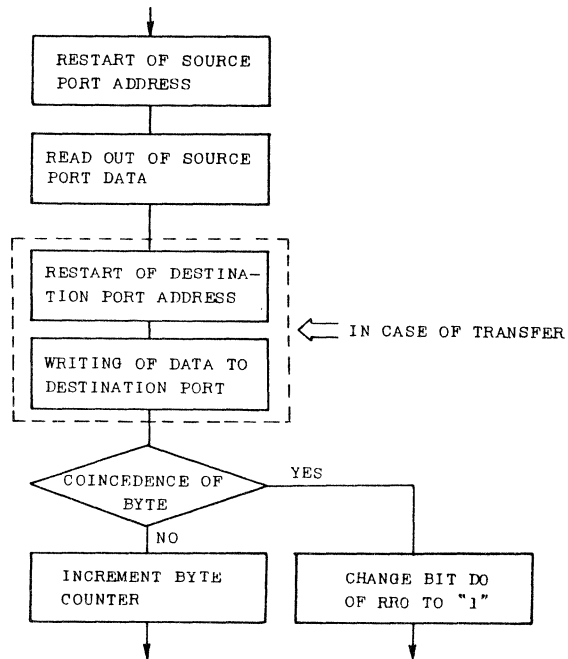 RESTART OF SOURCE
PORT ADDRESS
READ OUT OF SOURCE
PORT DATA
RESTART OF DESTINA-
TION PORT ADDRESS
IN CASE OF TRANSFER
WRITING OF DATA TO
DESTINATION PORT
COINCEDENCE OF
BYTE
YES
NO
INCREMENT BYTE
COUNTER
CHANGE BIT DO
OF RRO TO "1"